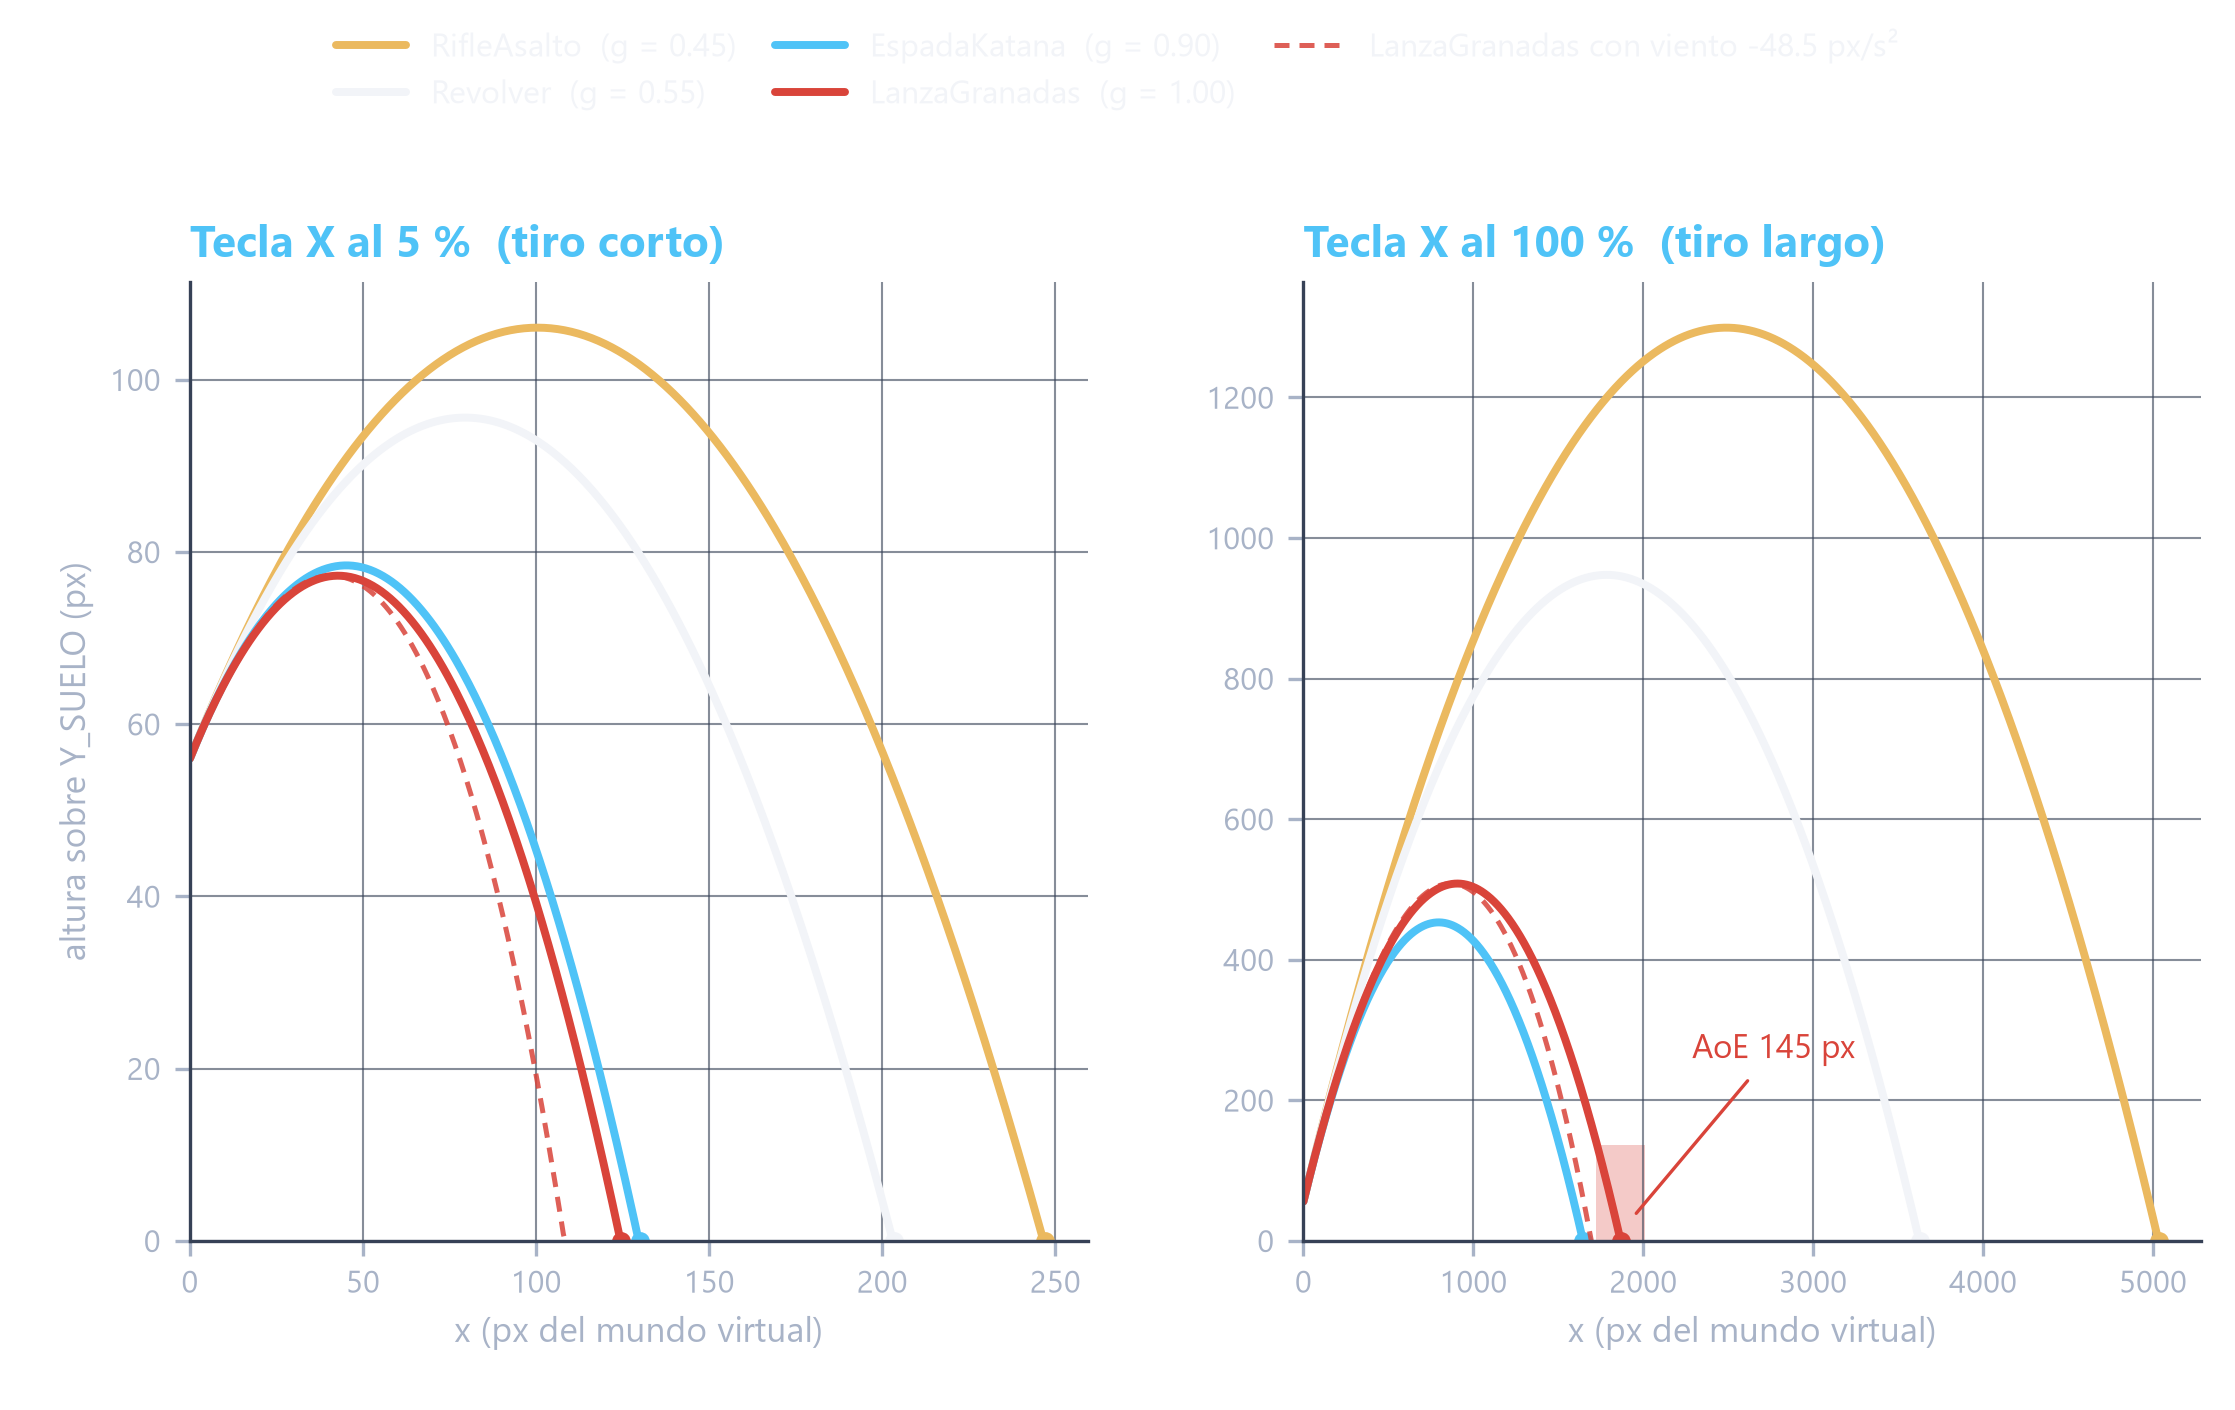 RifleAsalto (g = 0.45)
EspadaKatana (g = 0.90)
LanzaGranadas con viento -48.5 px/s²
Revolver (g = 0.55)
LanzaGranadas (g = 1.00)
Tecla X al 5 % (tiro corto)
altura sobre Y_SUELO (px)
100
80
60
40
20
0
0 50 100 150 200 250
x (px del mundo virtual)
Tecla X al 100 % (tiro largo)
1200
1000
800
600
400
200
0
AoE 145 px
0 1000 2000 3000 4000 5000
x (px del mundo virtual)